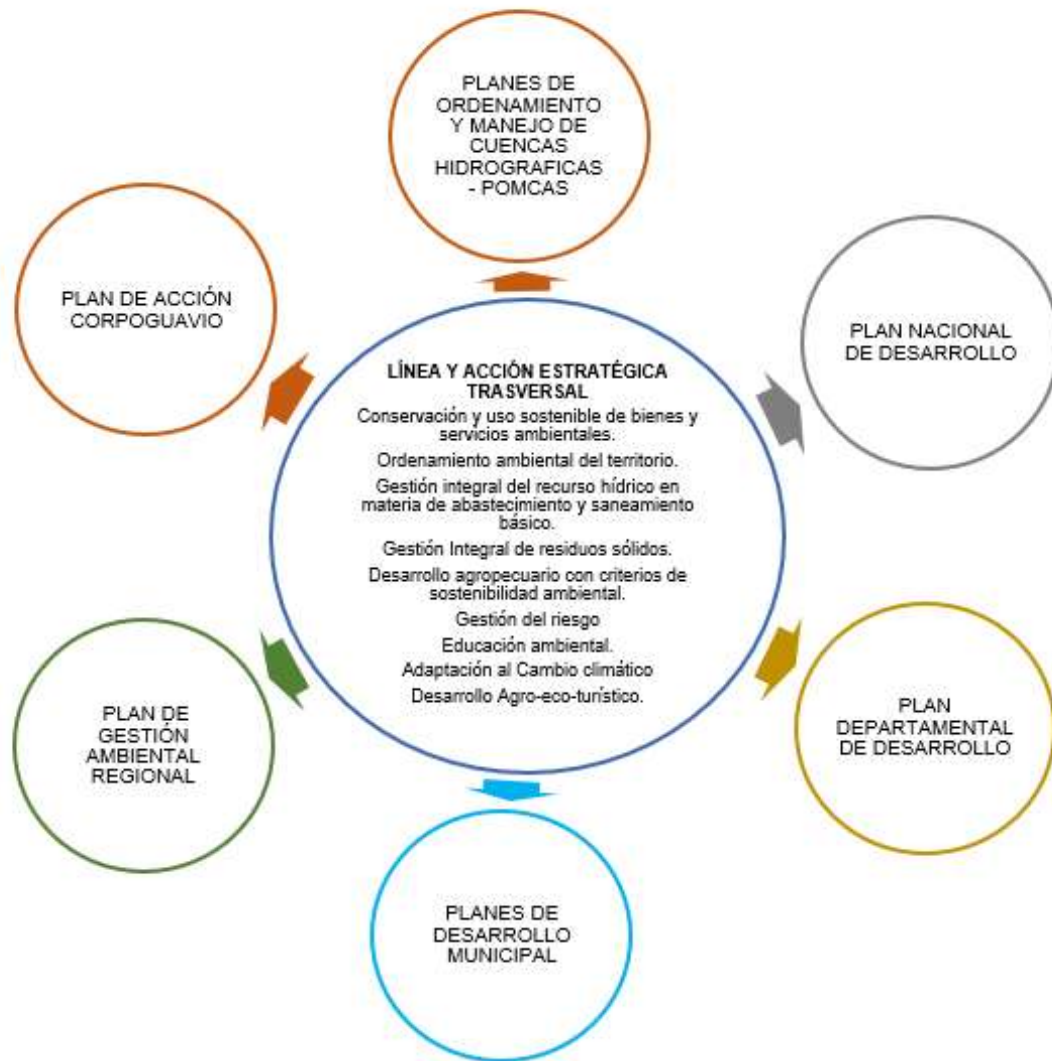 PLANES DE
ORDENAMIENTO
Y MANEJO DE
CUENCAS
HIDROGRAFICAS
- POMCAS
PLAN DE ACCIÓN
CORPOGUAVIO
PLAN NACIONAL
DE DESARROLLO
LÍNEA Y ACCIÓN ESTRATÉGICA
TRASVERSAL
Conservación y uso sostenible de bienes y
servicios ambientales.
Ordenamiento ambiental del territorio.
Gestión integral del recurso hídrico en
materia de abastecimiento y saneamiento
básico.
Gestión Integral de residuos sólidos.
Desarrollo agropecuario con criterios de
sostenibilidad ambiental.
Gestión del riesgo
Educación ambiental.
Adaptación al Cambio climático
Desarrollo Agro-eco-turístico.
PLAN DE
GESTIÓN
AMBIENTAL
REGIONAL
PLAN
DEPARTAMENTAL
DE DESARROLLO
PLANES DE
DESARROLLO
MUNICIPAL